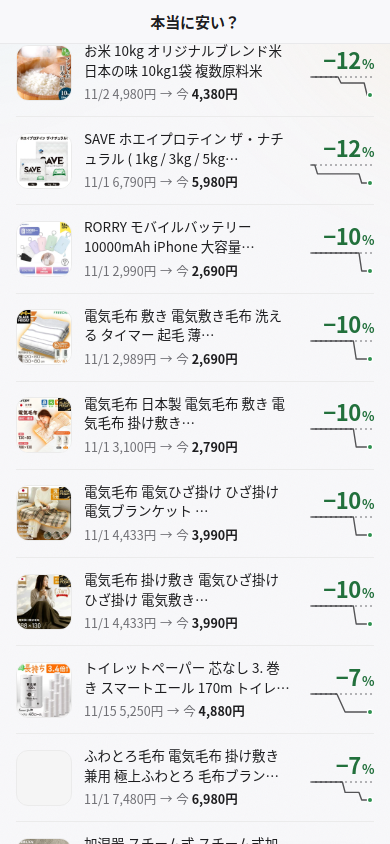 本当に安い？
お米 10kg オリジナルブレンド米
日本の味 10kg1袋 複数原料米
11/2 4,980円 → 今 4,380円
−12%
SAVE ホエイプロテイン ザ・ナチ
ュラル ( 1kg / 3kg / 5kg…
11/1 6,790円 → 今 5,980円
−12%
SAVE
RORRY モバイルバッテリー
10000mAh iPhone 大容量…
11/1 2,990円 → 今 2,690円
−10%
電気毛布 敷き 電気敷き毛布 洗え
る タイマー 起毛 薄…
11/1 2,989円 → 今 2,690円
−10%
電気毛布 日本製 電気毛布 敷き 電
気毛布 掛け敷き…
11/1 3,100円 → 今 2,790円
−10%
電気毛布 電気ひざ掛け ひざ掛け
電気ブランケット …
11/1 4,433円 → 今 3,990円
−10%
電気毛布 掛け敷き 電気ひざ掛け
ひざ掛け 電気敷き…
11/1 4,433円 → 今 3,990円
−10%
トイレットペーパー 芯なし 3. 巻
き スマートエール 170m トイレ…
11/15 5,250円 → 今 4,880円
−7%
ふわとろ毛布 電気毛布 掛け敷き
兼用 極上ふわとろ 毛布ブラン…
11/1 7,480円 → 今 6,980円
−7%
加湿器 スチーム式 スチーム式加